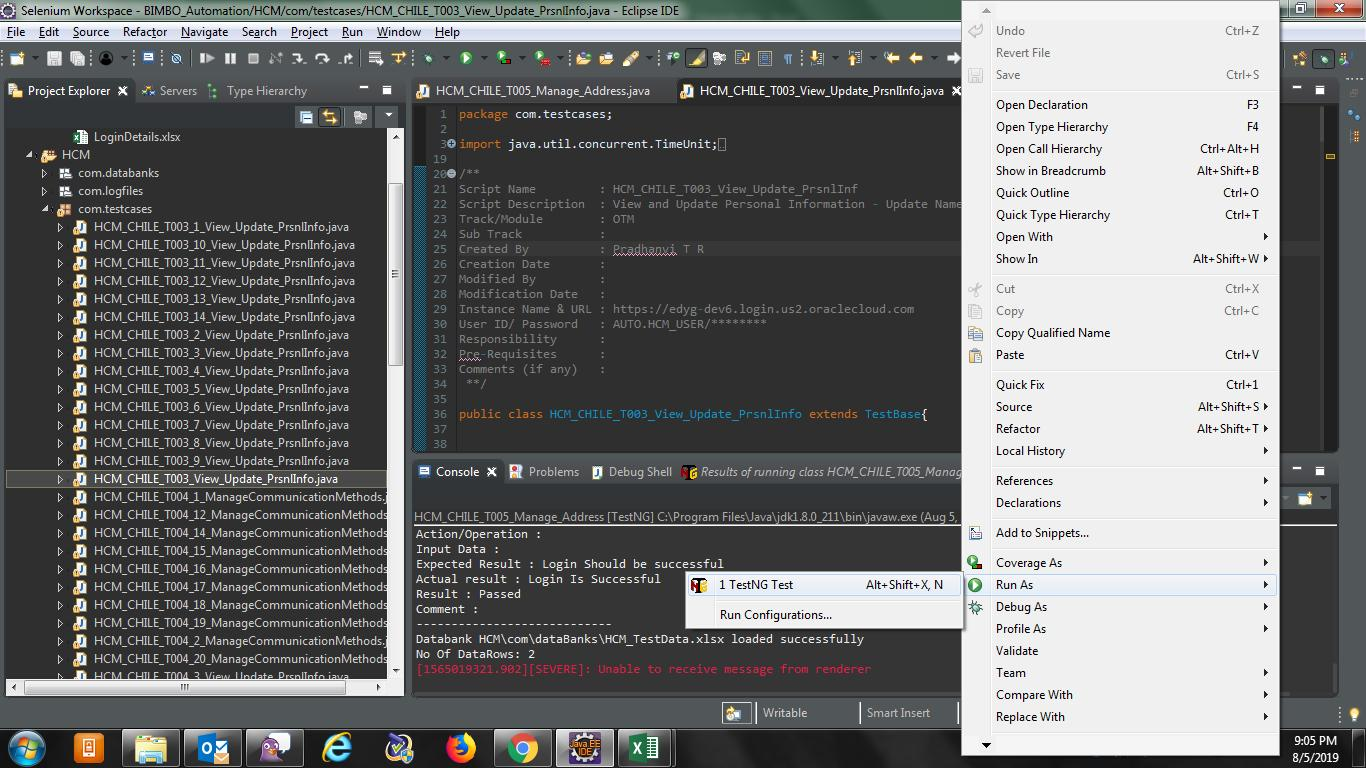 Selenium Workspace - BIMBO_Automation/HCM/com/testcases/HCM_CHILE_T003_View_Update_PrsnlInfo.java - Eclipse IDE
File Edit Source Refactor Navigate Search Project Run Window Help
Project Explorer Servers Type Hierarchy
LoginDetails.xlsx
HCM
com.databanks
com.logfiles
com.testcases
HCM_CHILE_T003_1_View_Update_PrsnlInfo.java
HCM_CHILE_T003_10_View_Update_PrsnlInfo.java
HCM_CHILE_T003_11_View_Update_PrsnlInfo.java
HCM_CHILE_T003_12_View_Update_PrsnlInfo.java
HCM_CHILE_T003_13_View_Update_PrsnlInfo.java
HCM_CHILE_T003_14_View_Update_PrsnlInfo.java
HCM_CHILE_T003_2_View_Update_PrsnlInfo.java
HCM_CHILE_T003_3_View_Update_PrsnlInfo.java
HCM_CHILE_T003_4_View_Update_PrsnlInfo.java
HCM_CHILE_T003_5_View_Update_PrsnlInfo.java
HCM_CHILE_T003_6_View_Update_PrsnlInfo.java
HCM_CHILE_T003_7_View_Update_PrsnlInfo.java
HCM_CHILE_T003_8_View_Update_PrsnlInfo.java
HCM_CHILE_T003_9_View_Update_PrsnlInfo.java
HCM_CHILE_T003_View_Update_PrsnlInfo.java
HCM_CHILE_T004_1_ManageCommunicationMethods.j
HCM_CHILE_T004_12_ManageCommunicationMethods
HCM_CHILE_T004_14_ManageCommunicationMethods
HCM_CHILE_T004_15_ManageCommunicationMethods
HCM_CHILE_T004_16_ManageCommunicationMethods
HCM_CHILE_T004_17_ManageCommunicationMethods
HCM_CHILE_T004_18_ManageCommunicationMethods
HCM_CHILE_T004_19_ManageCommunicationMethods
HCM_CHILE_T004_2_ManageCommunicationMethods.j
HCM_CHILE_T004_20_ManageCommunicationMethods
HCM_CHILE_T004_3_ManageCommunicationMethods.j
HCM_CHILE_T005_Manage_Address.java HCM_CHILE_T003_View_Update_PrsnlInfo.java
1 package com.testcases;
2
3 import java.util.concurrent.TimeUnit;
19
20 /**
21 Script Name : HCM_CHILE_T003_View_Update_PrsnlInf
22 Script Description : View and Update Personal Information - Update Name
23 Track/Module : OTM
24 Sub Track :
25 Created By : Pradhanvi T R
26 Creation Date :
27 Modified By :
28 Modification Date :
29 Instance Name & URL : https://edyg-dev6.login.us2.oraclecloud.com
30 User ID/ Password : AUTO.HCM_USER/********
31 Responsibility :
32 Pre-Requisites :
33 Comments (if any) :
34 **/
35
36 public class HCM_CHILE_T003_View_Update_PrsnlInfo extends TestBase{
37
38
Console Problems Debug Shell Results of running class HCM_CHILE_T005_Manag
HCM_CHILE_T005_Manage_Address [TestNG] C:\Program Files\Java\jdk1.8.0_211\bin\javaw.exe (Aug 5,
Action/Operation :
Input Data :
Expected Result : Login Should be successful
Actual result : Login Is Successful
Result : Passed
Comment :
----------------------------
Databank HCM\com\dataBanks\HCM_TestData.xlsx loaded successfully
No Of DataRows: 2
[1565019321.902][SEVERE]: Unable to receive message from renderer
1 TestNG Test Alt+Shift+X, N
Run Configurations...
Undo Ctrl+Z
Revert File
Save Ctrl+S
Open Declaration F3
Open Type Hierarchy F4
Open Call Hierarchy Ctrl+Alt+H
Show in Breadcrumb Alt+Shift+B
Quick Outline Ctrl+O
Quick Type Hierarchy Ctrl+T
Open With
Show In Alt+Shift+W
Cut Ctrl+X
Copy Ctrl+C
Copy Qualified Name
Paste Ctrl+V
Quick Fix Ctrl+1
Source Alt+Shift+S
Refactor Alt+Shift+T
Local History
References
Declarations
Add to Snippets...
Coverage As
Run As
Debug As
Profile As
Validate
Team
Compare With
Replace With
Writable Smart Insert
Java EE IDE
9:05 PM
8/5/2019